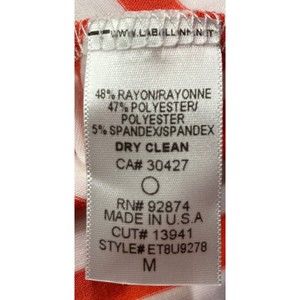 48% RAYON/RAYONNE
47% POLYESTER/
POLYESTER
5% SPANDEX/SPANDEX
DRY CLEAN
CA# 30427
RN# 92874
MADE IN U.S.A
CUT# 13941
STYLE# ET8U9278
M